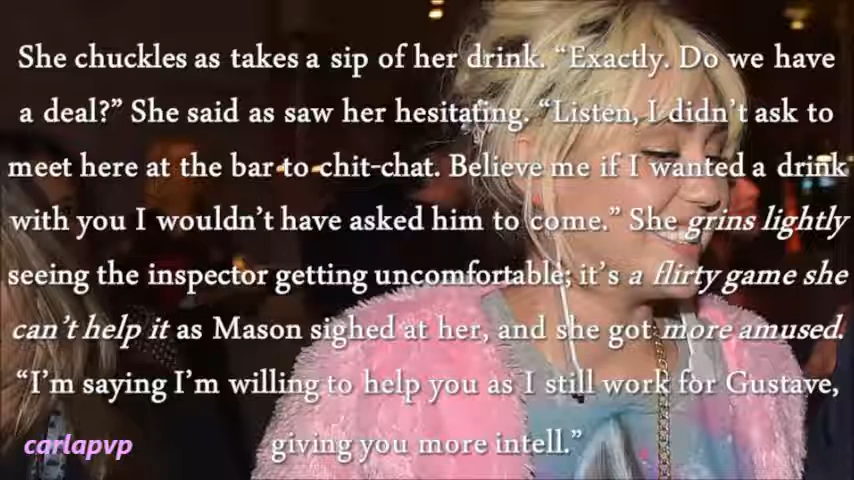 She chuckles as takes a sip of her drink. “Exactly. Do we have
a deal?” She said as saw her hesitating. “Listen, I didn’t ask to
meet here at the bar to chit-chat. Believe me if I wanted a drink
with you I wouldn’t have asked him to come.” She grins lightly
seeing the inspector getting uncomfortable; it’s a flirty game she
can’t help it as Mason sighed at her, and she got more amused.
“I’m saying I’m willing to help you as I still work for Gustave,
giving you more intell.”
carlapvp